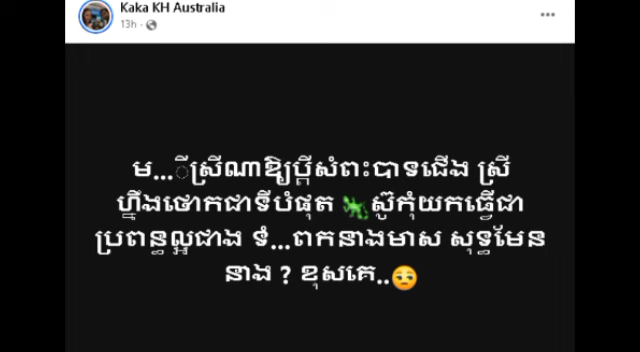 Kaka KH Australia
13h ·
ម...ីស្រីណាឱ្យប្តីសំពះបាទជើង ស្រី
ហ្នឹងថោកជាទីបំផុត 🦎ស៊ូកុំយកធ្វើជា
ប្រពន្ធល្អជាង ទំ...ពកនាងមាស សុទ្ធមែន
នាង ? ខុសគេ..😒